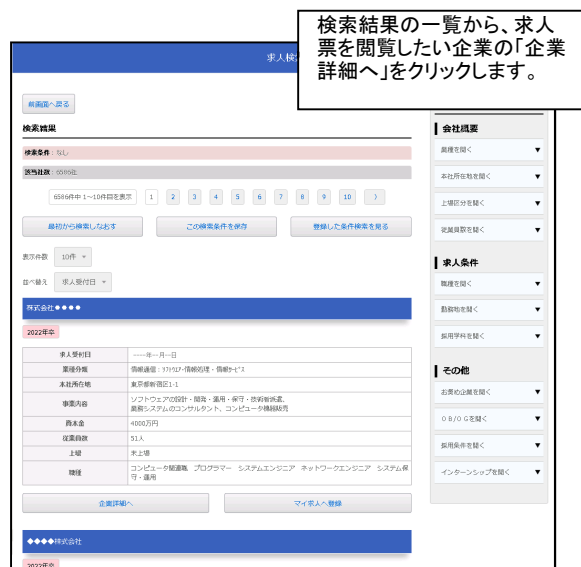 検索結果の一覧から、求人
票を閲覧したい企業の「企業
詳細へ」をクリックします。
求人検
前画面へ戻る
検索結果
検索条件：なし
該当社数：6586社
6586件中 1～10件目を表示 1 2 3 4 5 6 7 8 9 10 〉
最初から検索しなおす この検索条件を保存 登録した条件検索を見る
表示件数 10件
並べ替え 求人受付日
株式会社●●●●
2022年卒
求人受付日 ----年--月--日
業種分類 情報通信：ｿﾌﾄｳｴｱ･情報処理・情報ｻｰﾋﾞｽ
本社所在地 東京都新宿区1-1
事業内容 ソフトウェアの設計・開発・運用・保守・技術者派遣、
業務システムのコンサルタント、コンピュータ機器販売
資本金 4000万円
従業員数 51人
上場 未上場
職種 コンピュータ関連職 プログラマー システムエンジニア ネットワークエンジニア システム保
守・運用
企業詳細へ マイ求人へ登録
◆◆◆◆株式会社
2022年卒
会社概要
業種を開く ▼
本社所在地を開く ▼
上場区分を開く ▼
従業員数を開く ▼
求人条件
職種を開く ▼
勤務地を開く ▼
採用学科を開く ▼
その他
お奨め企業を開く ▼
ＯＢ/ＯＧを開く ▼
採用条件を開く ▼
インターンシップを開く ▼